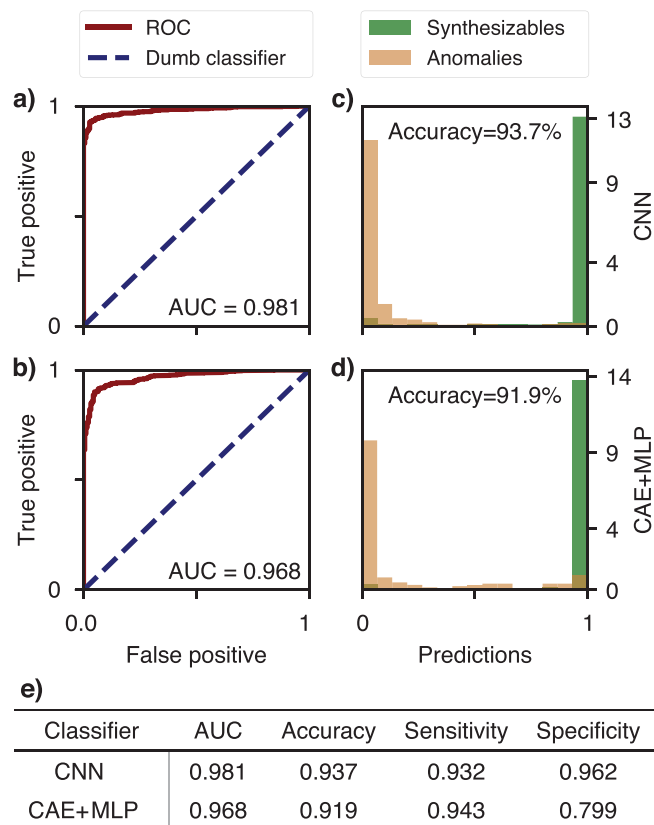 ROC
Dumb classifier
Synthesizables
Anomalies
a)
1
True positive
0
AUC = 0.981
c)
Accuracy=93.7%
13
9
4
0
CNN
b)
1
True positive
0
AUC = 0.968
0.0
1
False positive
d)
Accuracy=91.9%
14
9
4
0
CAE+MLP
0
1
Predictions
e)
Classifier AUC Accuracy Sensitivity Specificity
CNN 0.981 0.937 0.932 0.962
CAE+MLP 0.968 0.919 0.943 0.799